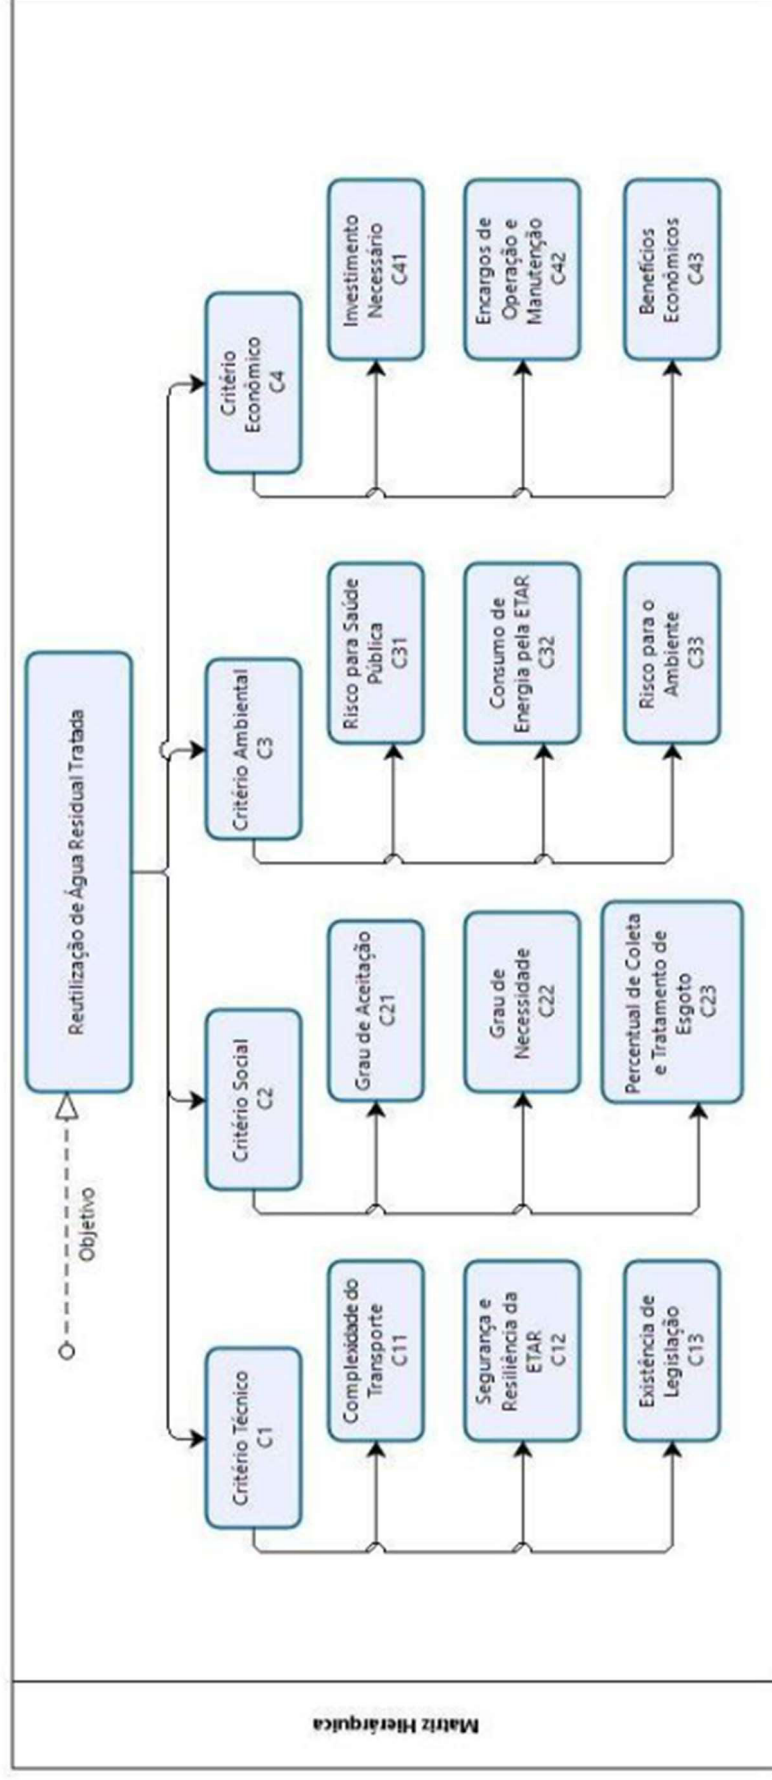 Matriz Hierárquica
Objetivo
Reutilização de Água Residual Tratada
Critério Técnico
C1
Complexidade do
Transporte
C11
Segurança e
Resiliência da
ETAR
C12
Existência de
Legislação
C13
Critério Social
C2
Grau de Aceitação
C21
Grau de
Necessidade
C22
Percentual de Coleta
e Tratamento de
Esgoto
C23
Critério Ambiental
C3
Risco para Saúde
Pública
C31
Consumo de
Energia pela ETAR
C32
Risco para o
Ambiente
C33
Critério
Econômico
C4
Investimento
Necessário
C41
Encargos de
Operação e
Manutenção
C42
Benefícios
Econômicos
C43